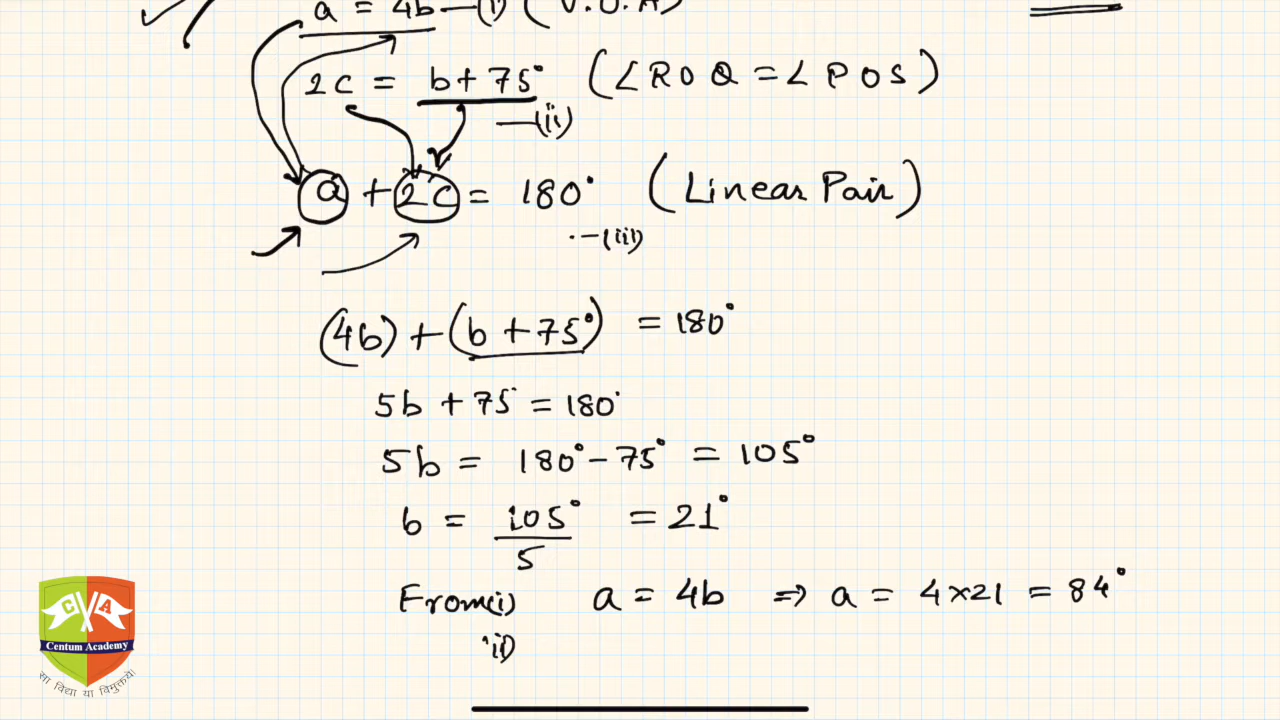 a = 4b —(i) (V.O.A)
2c = b + 75° (∠ROQ = ∠POS)
—(ii)
a + 2c = 180° (Linear Pair)
--(iii)
(4b) + (b + 75°) = 180°
5b + 75° = 180°
5b = 180° - 75° = 105°
b = 105°/5 = 21°
From (i) a = 4b ⇒ a = 4×21 = 84°
(ii)
C A
Centum Academy
सा विद्या या विमुक्तये।